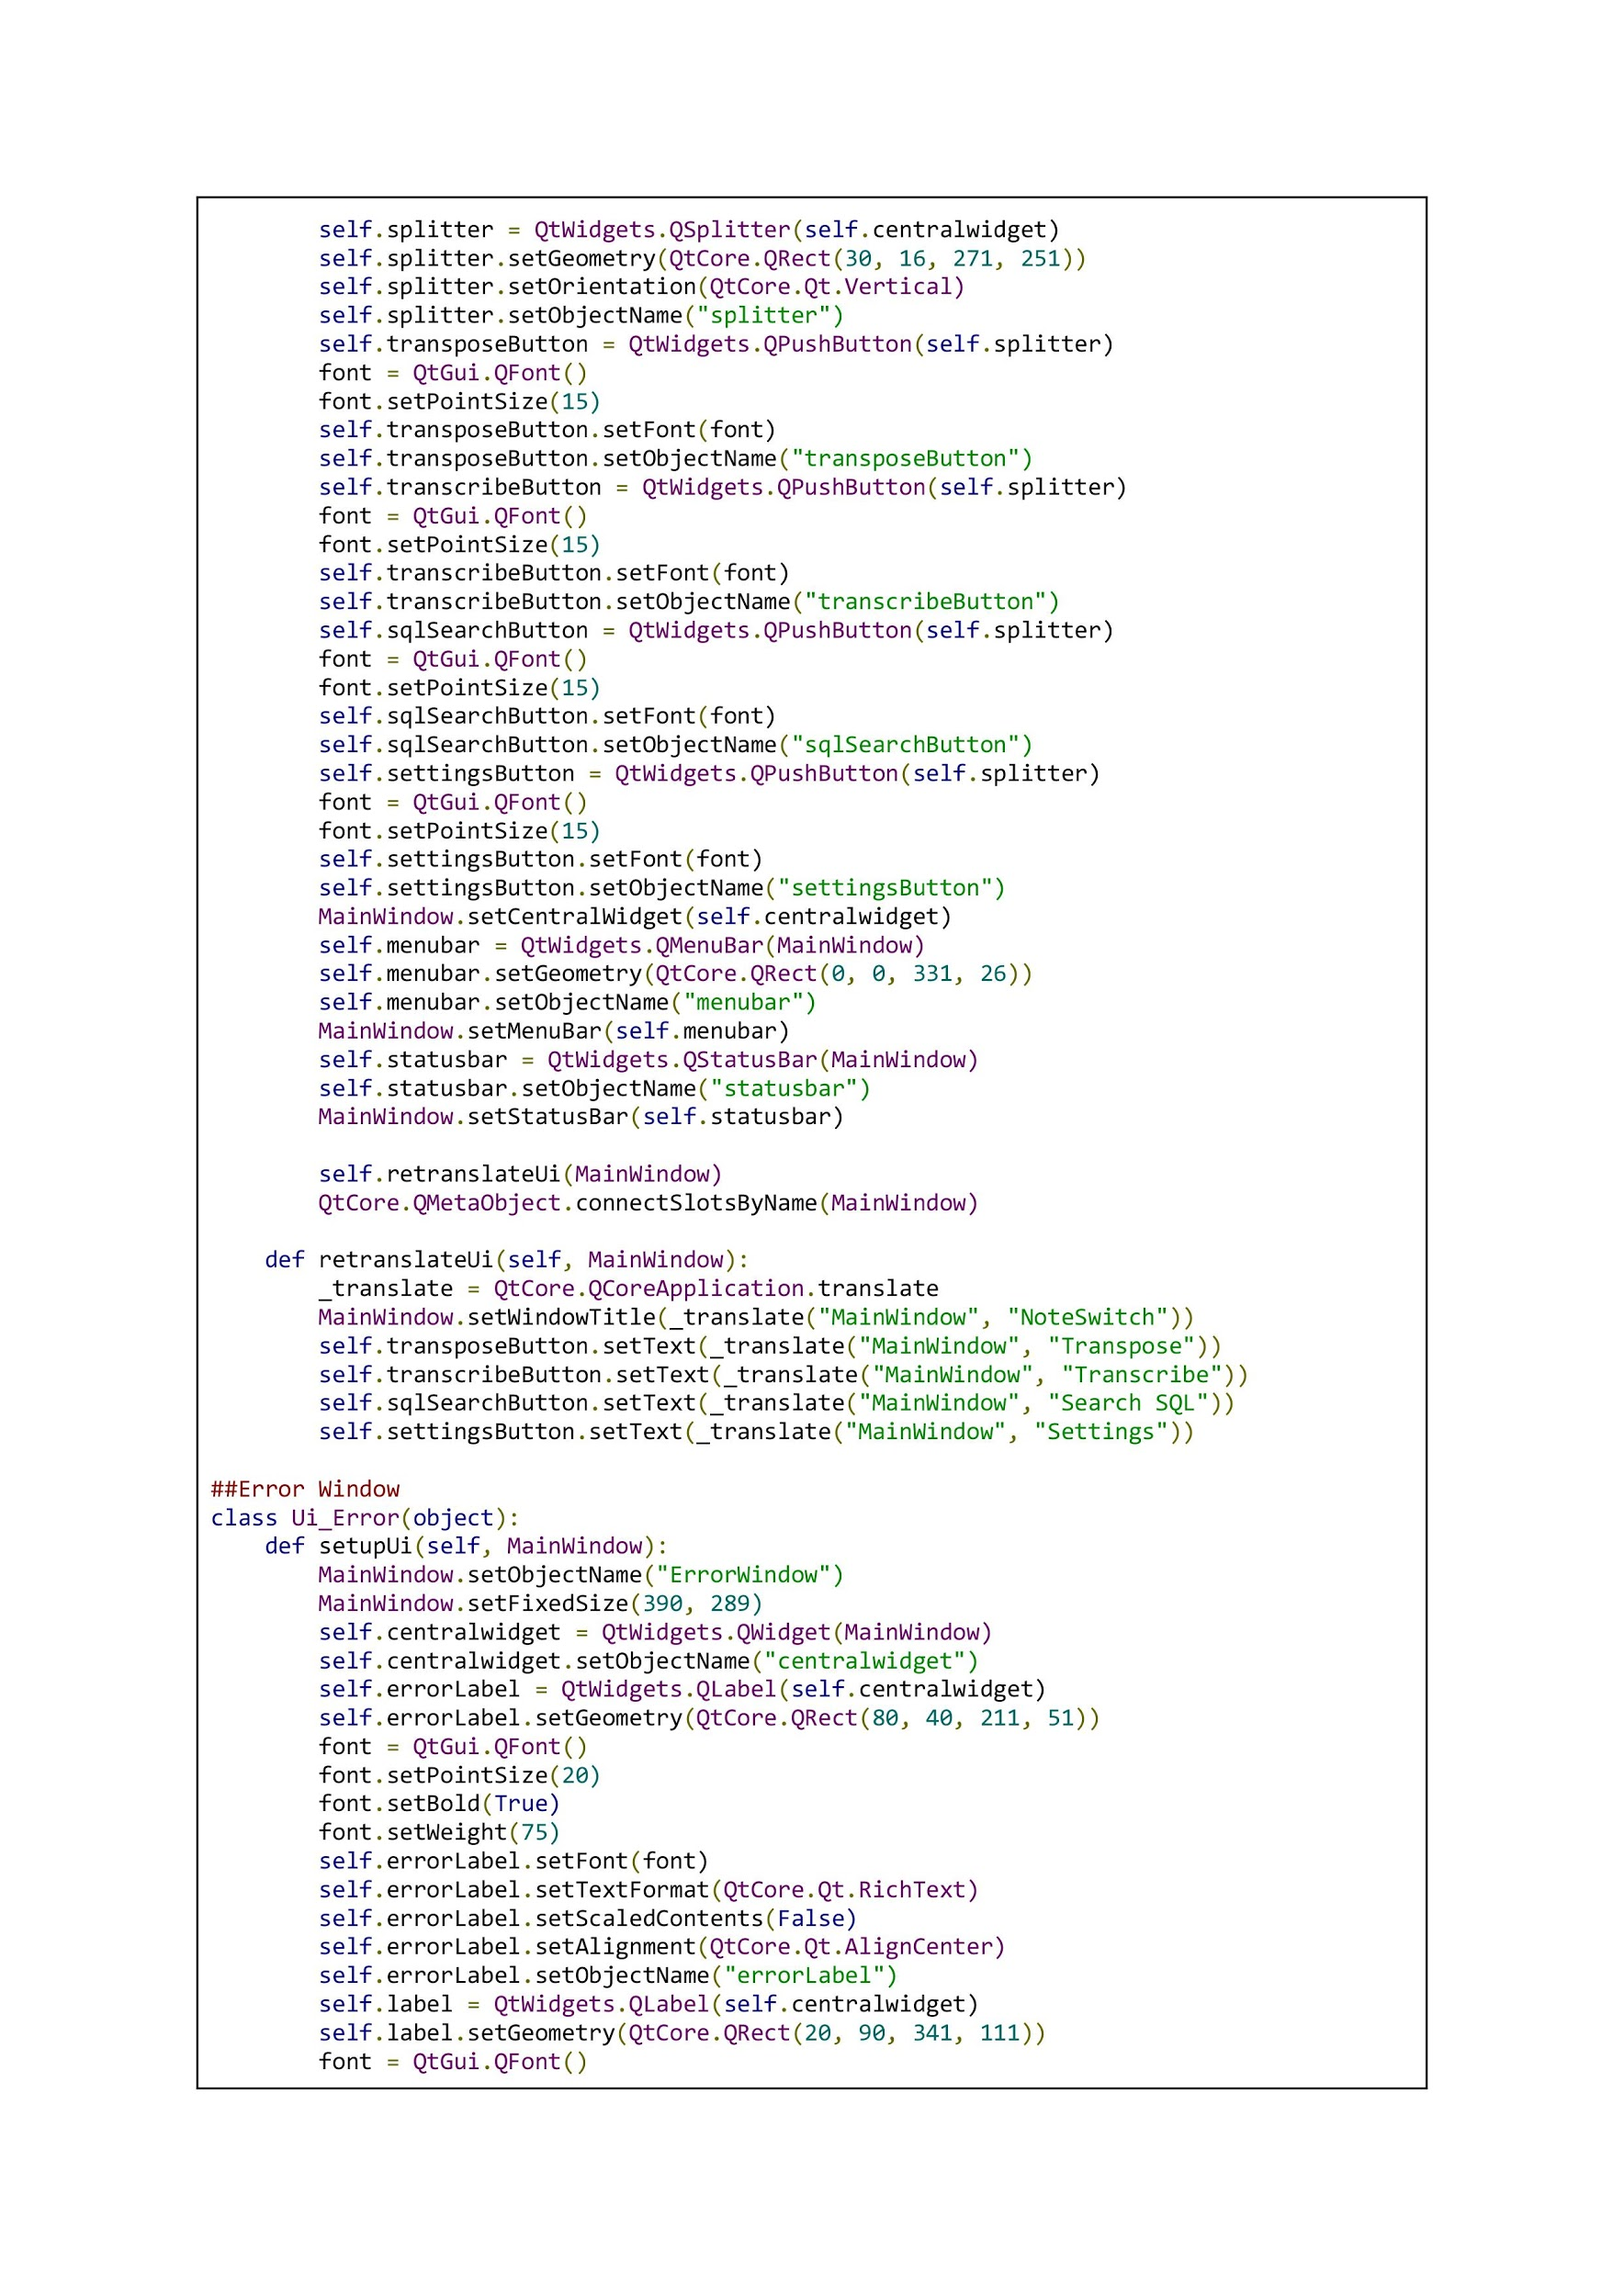 self.splitter = QtWidgets.QSplitter(self.centralwidget)
        self.splitter.setGeometry(QtCore.QRect(30, 16, 271, 251))
        self.splitter.setOrientation(QtCore.Qt.Vertical)
        self.splitter.setObjectName("splitter")
        self.transposeButton = QtWidgets.QPushButton(self.splitter)
        font = QtGui.QFont()
        font.setPointSize(15)
        self.transposeButton.setFont(font)
        self.transposeButton.setObjectName("transposeButton")
        self.transcribeButton = QtWidgets.QPushButton(self.splitter)
        font = QtGui.QFont()
        font.setPointSize(15)
        self.transcribeButton.setFont(font)
        self.transcribeButton.setObjectName("transcribeButton")
        self.sqlSearchButton = QtWidgets.QPushButton(self.splitter)
        font = QtGui.QFont()
        font.setPointSize(15)
        self.sqlSearchButton.setFont(font)
        self.sqlSearchButton.setObjectName("sqlSearchButton")
        self.settingsButton = QtWidgets.QPushButton(self.splitter)
        font = QtGui.QFont()
        font.setPointSize(15)
        self.settingsButton.setFont(font)
        self.settingsButton.setObjectName("settingsButton")
        MainWindow.setCentralWidget(self.centralwidget)
        self.menubar = QtWidgets.QMenuBar(MainWindow)
        self.menubar.setGeometry(QtCore.QRect(0, 0, 331, 26))
        self.menubar.setObjectName("menubar")
        MainWindow.setMenuBar(self.menubar)
        self.statusbar = QtWidgets.QStatusBar(MainWindow)
        self.statusbar.setObjectName("statusbar")
        MainWindow.setStatusBar(self.statusbar)

        self.retranslateUi(MainWindow)
        QtCore.QMetaObject.connectSlotsByName(MainWindow)

    def retranslateUi(self, MainWindow):
        _translate = QtCore.QCoreApplication.translate
        MainWindow.setWindowTitle(_translate("MainWindow", "NoteSwitch"))
        self.transposeButton.setText(_translate("MainWindow", "Transpose"))
        self.transcribeButton.setText(_translate("MainWindow", "Transcribe"))
        self.sqlSearchButton.setText(_translate("MainWindow", "Search SQL"))
        self.settingsButton.setText(_translate("MainWindow", "Settings"))

##Error Window
class Ui_Error(object):
    def setupUi(self, MainWindow):
        MainWindow.setObjectName("ErrorWindow")
        MainWindow.setFixedSize(390, 289)
        self.centralwidget = QtWidgets.QWidget(MainWindow)
        self.centralwidget.setObjectName("centralwidget")
        self.errorLabel = QtWidgets.QLabel(self.centralwidget)
        self.errorLabel.setGeometry(QtCore.QRect(80, 40, 211, 51))
        font = QtGui.QFont()
        font.setPointSize(20)
        font.setBold(True)
        font.setWeight(75)
        self.errorLabel.setFont(font)
        self.errorLabel.setTextFormat(QtCore.Qt.RichText)
        self.errorLabel.setScaledContents(False)
        self.errorLabel.setAlignment(QtCore.Qt.AlignCenter)
        self.errorLabel.setObjectName("errorLabel")
        self.label = QtWidgets.QLabel(self.centralwidget)
        self.label.setGeometry(QtCore.QRect(20, 90, 341, 111))
        font = QtGui.QFont()